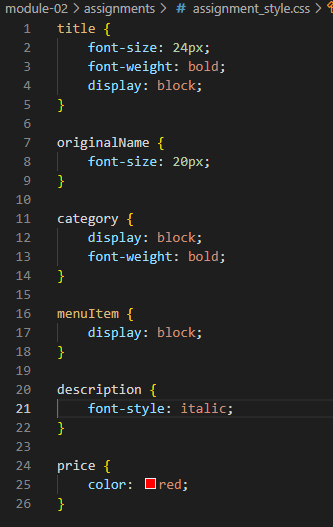 module-02 > assignments > # assignment_style.css >
1 title {
2     font-size: 24px;
3     font-weight: bold;
4     display: block;
5 }
6
7 originalName {
8     font-size: 20px;
9 }
10
11 category {
12     display: block;
13     font-weight: bold;
14 }
15
16 menuItem {
17     display: block;
18 }
19
20 description {
21     font-style: italic;
22 }
23
24 price {
25     color: red;
26 }